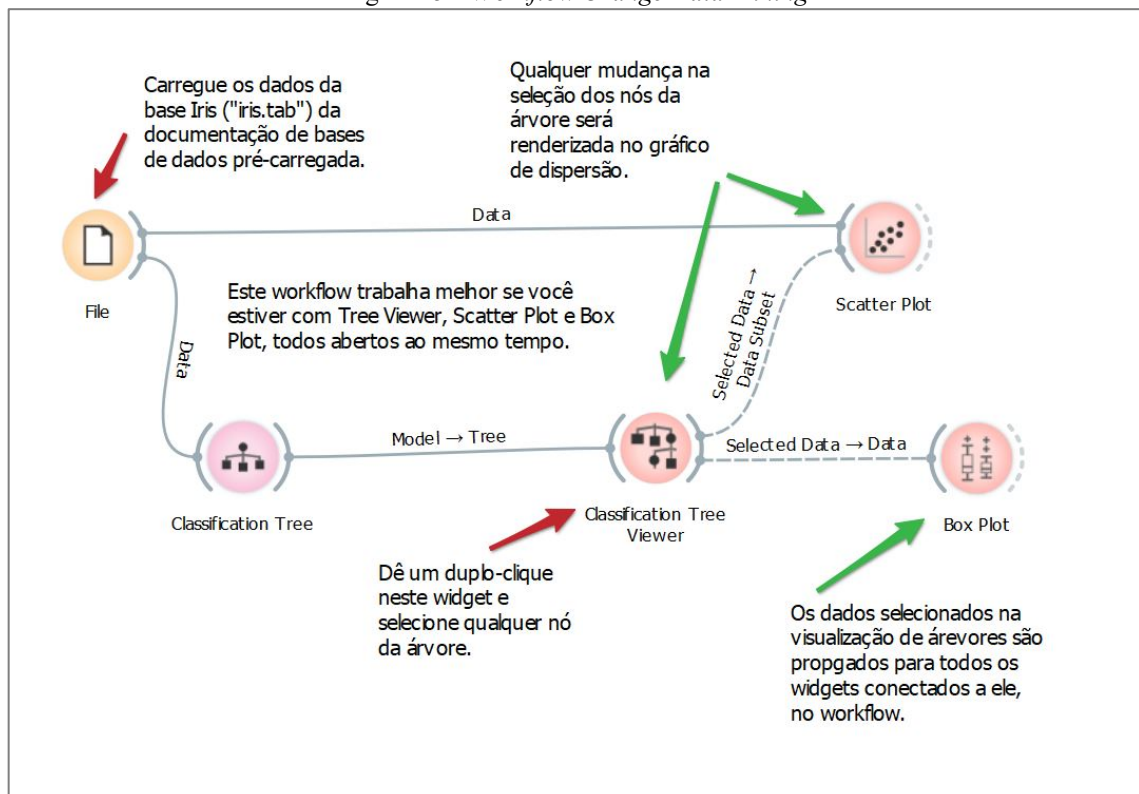 Carregue os dados da
base Iris ("iris.tab") da
documentação de bases
de dados pré-carregada.
Qualquer mudança na
seleção dos nós da
árvore será
renderizada no gráfico
de dispersão.
Data
File
Scatter Plot
Este workflow trabalha melhor se você
estiver com Tree Viewer, Scatter Plot e Box
Plot, todos abertos ao mesmo tempo.
Data
Selected Data →
Data Subset
Model → Tree
Selected Data → Data
Classification Tree
Classification Tree
Viewer
Box Plot
Dê um duplo-clique
neste widget e
selecione qualquer nó
da árvore.
Os dados selecionados na
visualização de árevores são
propgados para todos os
widgets conectados a ele,
no workflow.